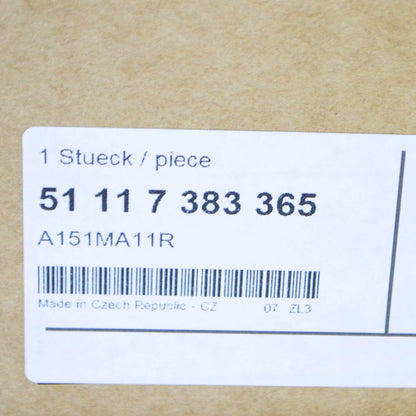 1 Stueck / piece
51 11 7 383 365
A151MA11R
Made in Czech Republic - CZ 07 ZL3